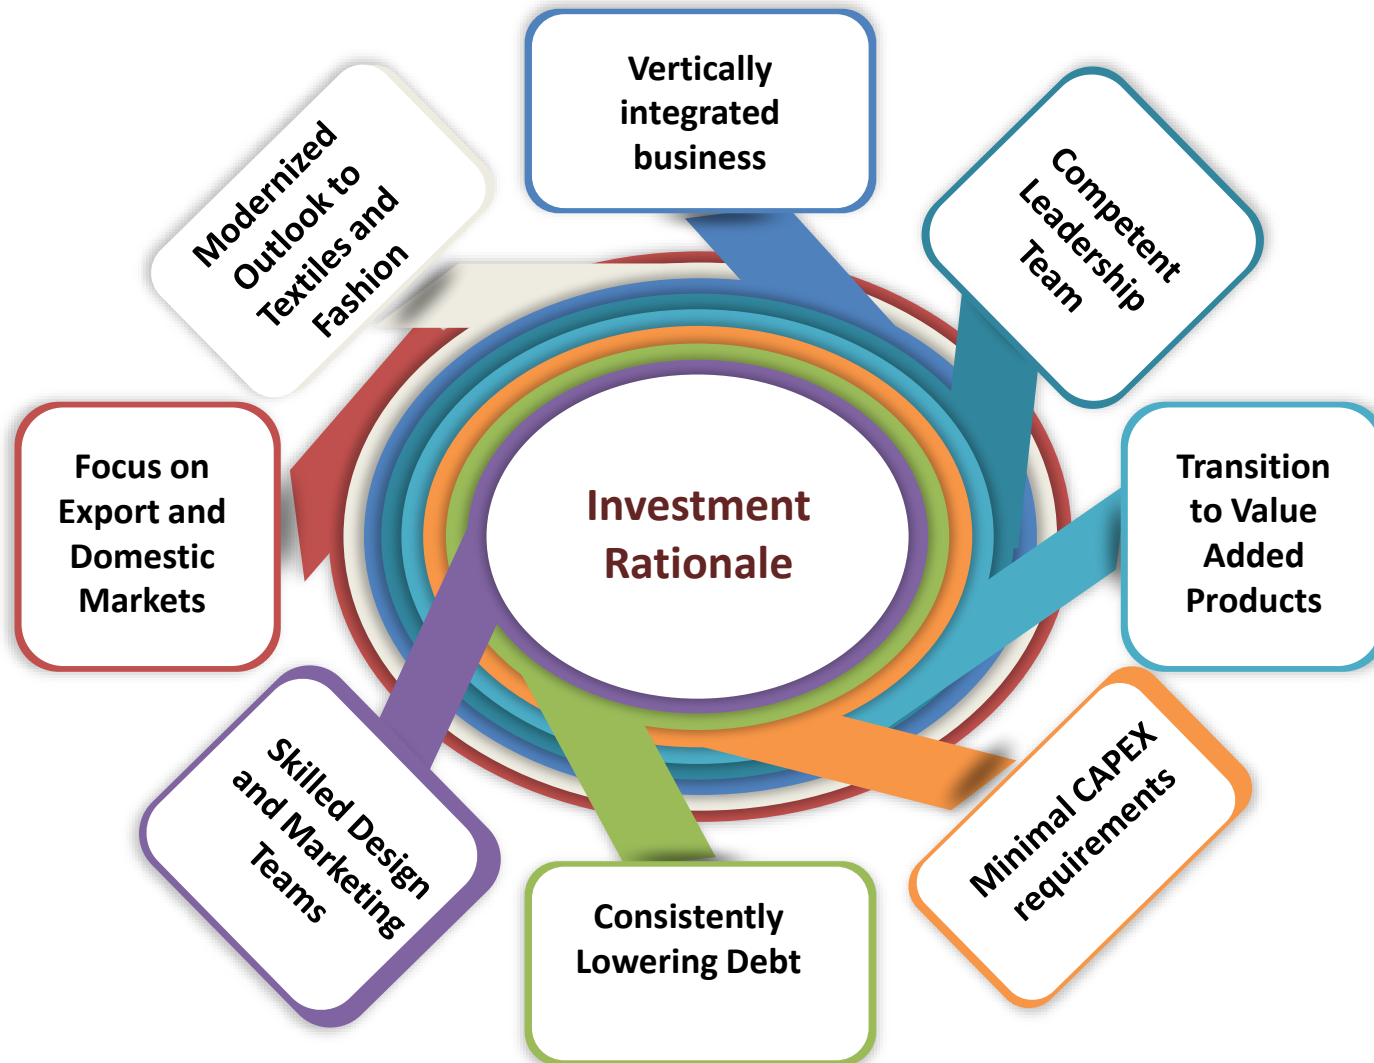 Vertically
integrated
business
Competent
Leadership
Team
Transition
to Value
Added
Products
Minimal CAPEX
requirements
Consistently
Lowering Debt
Skilled Design
and Marketing
Teams
Focus on
Export and
Domestic
Markets
Modernized
Outlook to
Textiles and
Fashion
Investment
Rationale